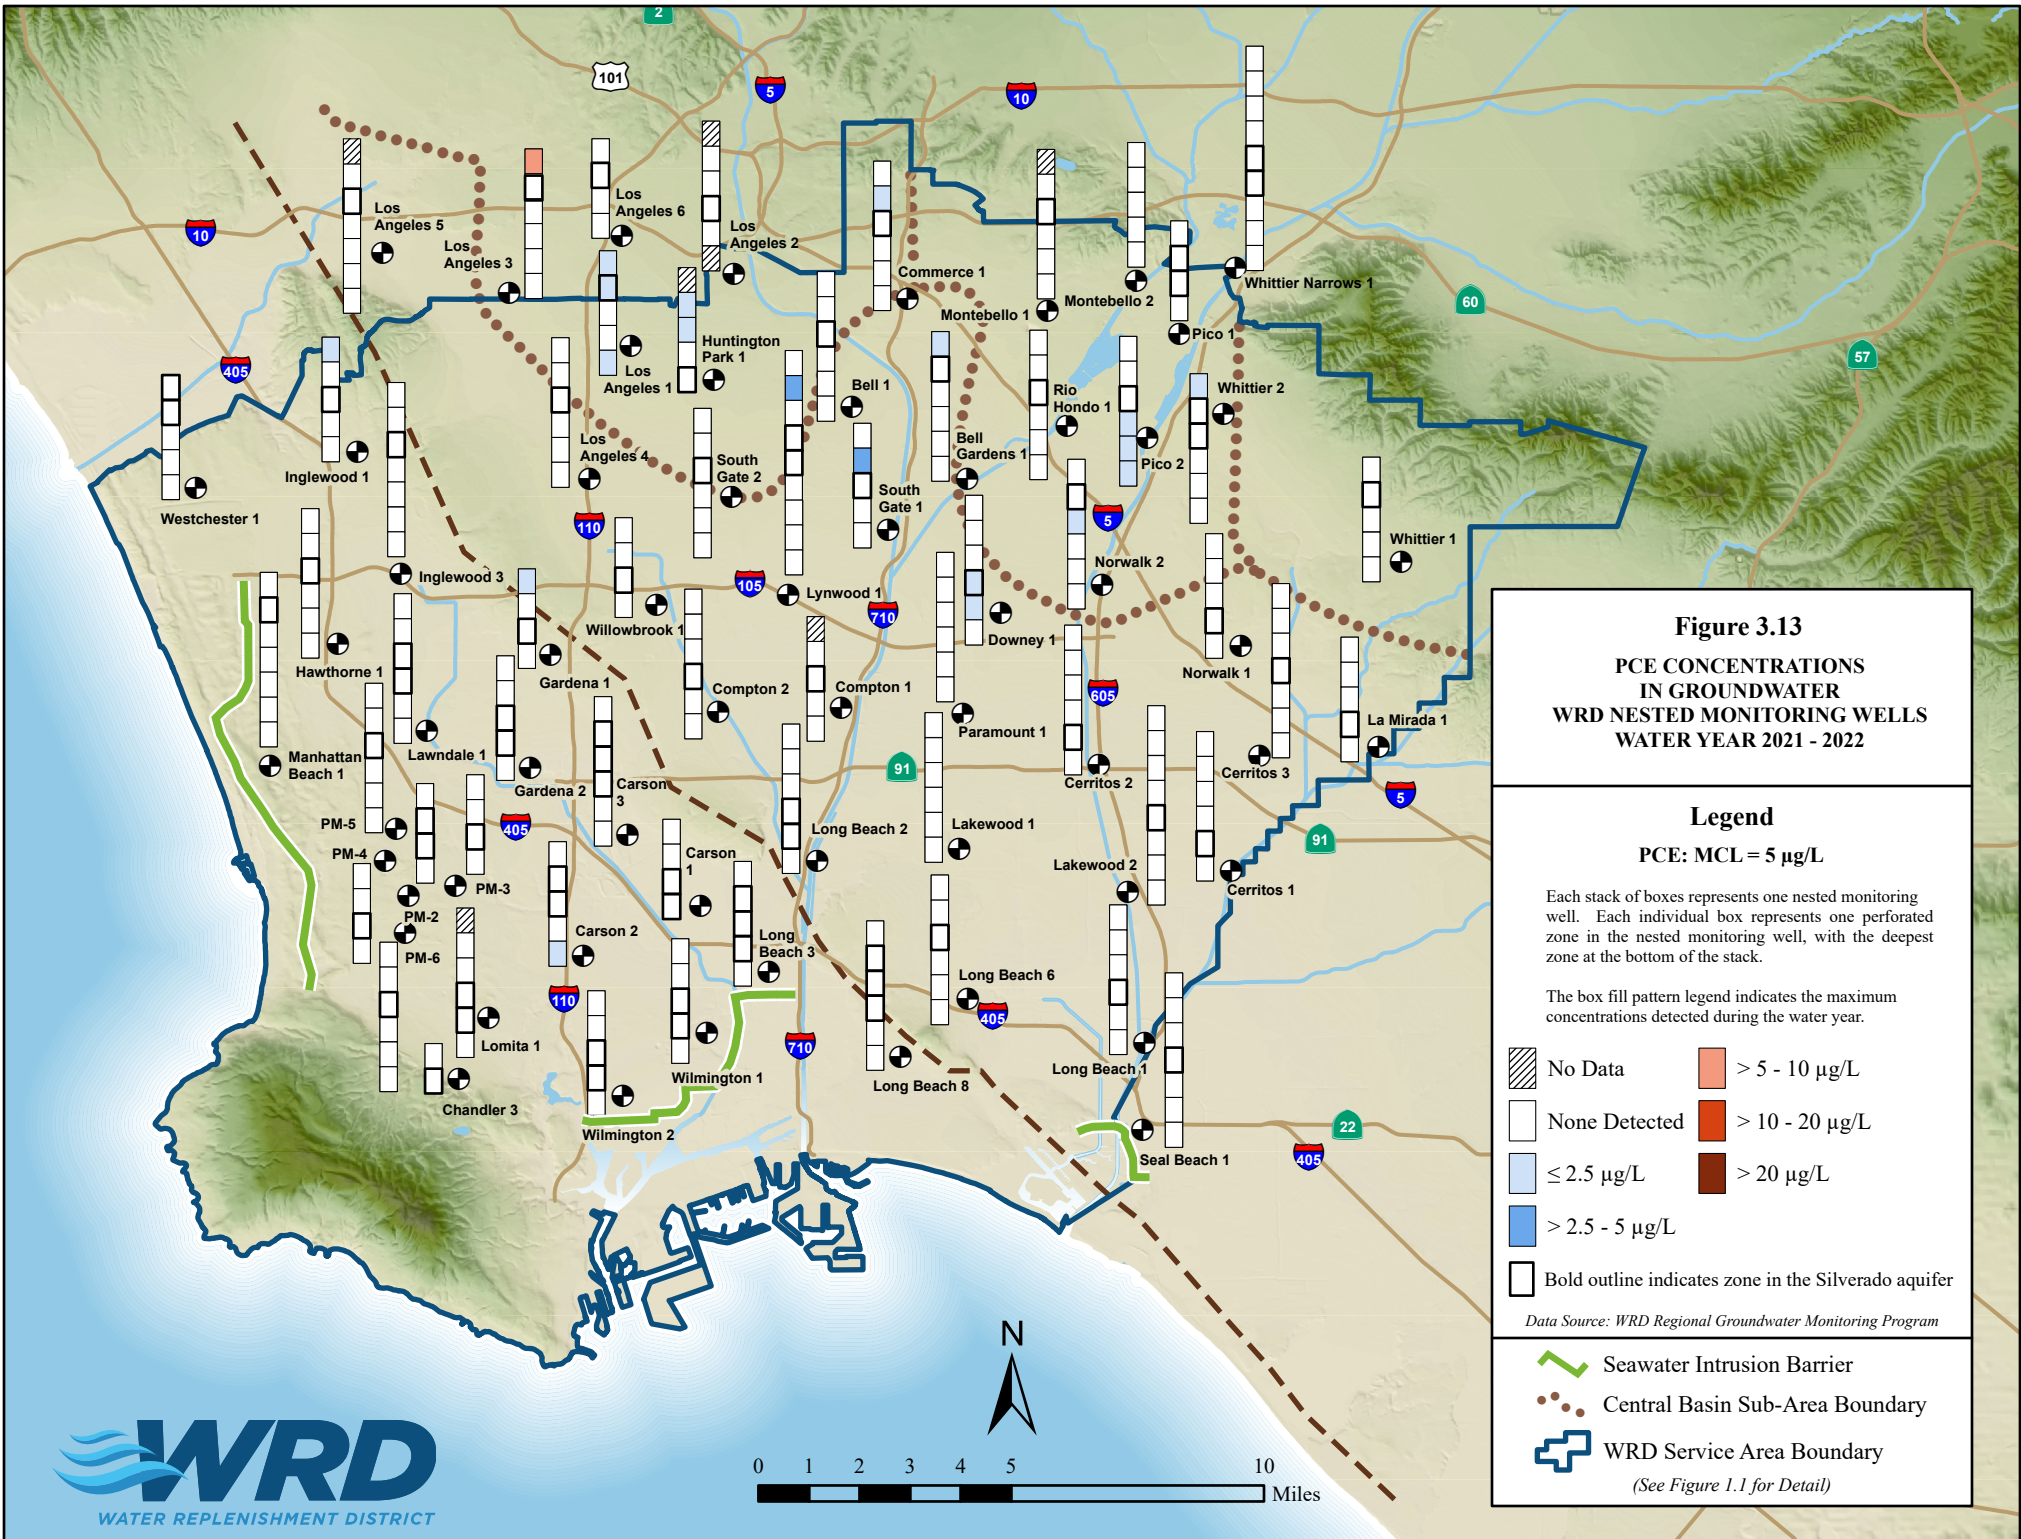 2
101
5
10
10
60
57
405
110
105
5
710
605
91
405
5
91
110
710
405
22
405
Los
Angeles 5
Los
Angeles 3
Los
Angeles 6
Los
Angeles 2
Los
Angeles 1
Huntington
Park 1
Commerce 1
Montebello 1
Montebello 2
Whittier Narrows 1
Pico 1
Westchester 1
Inglewood 1
Los
Angeles 4
South
Gate 2
Bell 1
South
Gate 1
Bell
Gardens 1
Rio
Hondo 1
Pico 2
Whittier 2
Whittier 1
Inglewood 3
Hawthorne 1
Willowbrook 1
Lynwood 1
Norwalk 2
Downey 1
Norwalk 1
Gardena 1
Manhattan
Beach 1
Lawndale 1
Compton 2
Compton 1
Paramount 1
La Mirada 1
Cerritos 3
Cerritos 2
Gardena 2
Carson
3
PM-5
PM-4
PM-3
PM-2
PM-6
Carson
1
Long Beach 2
Lakewood 1
Lakewood 2
Cerritos 1
Carson 2
Long
Beach 3
Long Beach 6
Lomita 1
Chandler 3
Wilmington 1
Wilmington 2
Long Beach 8
Long Beach 1
Seal Beach 1
Figure 3.13
PCE CONCENTRATIONS
IN GROUNDWATER
WRD NESTED MONITORING WELLS
WATER YEAR 2021 - 2022
Legend
PCE: MCL = 5 µg/L
Each stack of boxes represents one nested monitoring
well. Each individual box represents one perforated
zone in the nested monitoring well, with the deepest
zone at the bottom of the stack.
The box fill pattern legend indicates the maximum
concentrations detected during the water year.
No Data
> 5 - 10 µg/L
None Detected
> 10 - 20 µg/L
≤ 2.5 µg/L
> 20 µg/L
> 2.5 - 5 µg/L
Bold outline indicates zone in the Silverado aquifer
Data Source: WRD Regional Groundwater Monitoring Program
Seawater Intrusion Barrier
Central Basin Sub-Area Boundary
WRD Service Area Boundary
(See Figure 1.1 for Detail)
N
0 1 2 3 4 5 10
Miles
WRD
WATER REPLENISHMENT DISTRICT